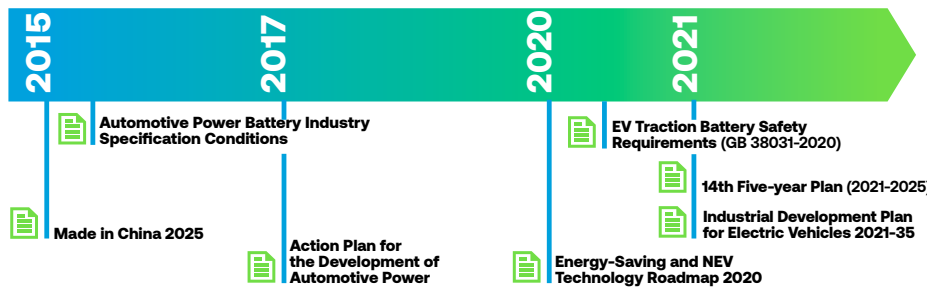 2015
2017
2020
2021
Automotive Power Battery Industry
Specification Conditions
EV Traction Battery Safety
Requirements (GB 38031-2020)
14th Five-year Plan (2021-2025)
Made in China 2025
Industrial Development Plan
for Electric Vehicles 2021-35
Action Plan for
the Development of
Automotive Power
Energy-Saving and NEV
Technology Roadmap 2020